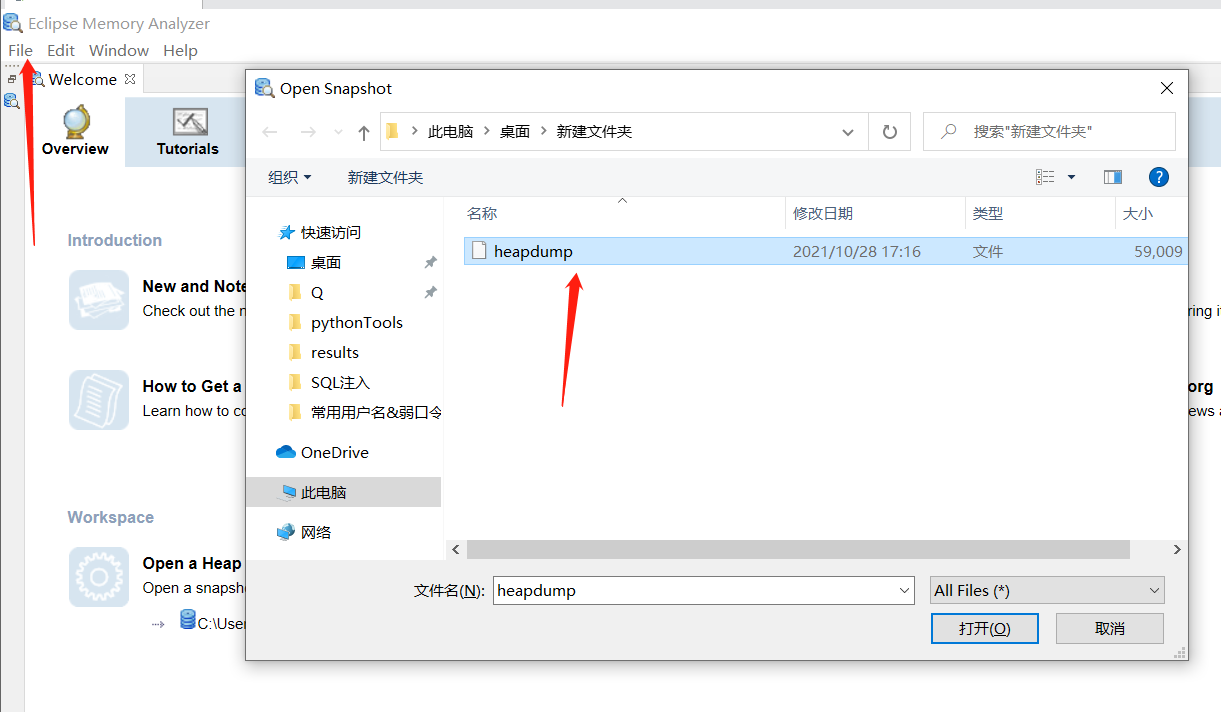 Eclipse Memory Analyzer
File Edit Window Help
Welcome
Overview
Tutorials
Introduction
New and Note
Check out the n
How to Get a
Learn how to co
Workspace
Open a Heap
Open a snapsho
C:\User
Open Snapshot
此电脑 桌面 新建文件夹
搜索"新建文件夹"
组织 新建文件夹
名称 修改日期 类型 大小
heapdump 2021/10/28 17:16 文件 59,009
快速访问
桌面
Q
pythonTools
results
SQL注入
常用用户名&弱口令
OneDrive
此电脑
网络
文件名(N): heapdump All Files (*)
打开(O) 取消
org